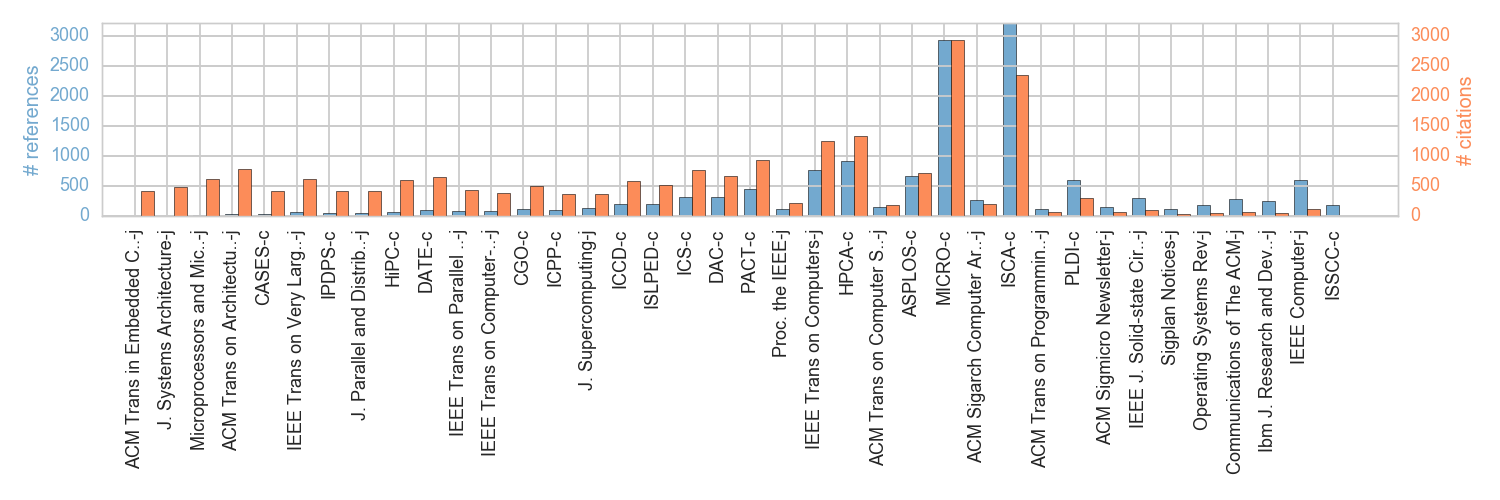 # references
3000
2500
2000
1500
1000
500
0
3000
2500
2000
1500
1000
500
0
# citations
ACM Trans in Embedded C..-j
J. Systems Architecture-j
Microprocessors and Mic..-j
ACM Trans on Architectu..-j
CASES-c
IEEE Trans on Very Larg..-j
IPDPS-c
J. Parallel and Distrib..-j
HiPC-c
DATE-c
IEEE Trans on Parallel ..-j
IEEE Trans on Computer-..-j
CGO-c
ICPP-c
J. Supercomputing-j
ICCD-c
ISLPED-c
ICS-c
DAC-c
PACT-c
Proc. the IEEE-j
IEEE Trans on Computers-j
HPCA-c
ACM Trans on Computer S..-j
ASPLOS-c
MICRO-c
ACM Sigarch Computer Ar..-j
ISCA-c
ACM Trans on Programmin..-j
PLDI-c
ACM Sigmicro Newsletter-j
IEEE J. Solid-state Cir..-j
Sigplan Notices-j
Operating Systems Rev-j
Communications of The ACM-j
Ibm J. Research and Dev..-j
IEEE Computer-j
ISSCC-c